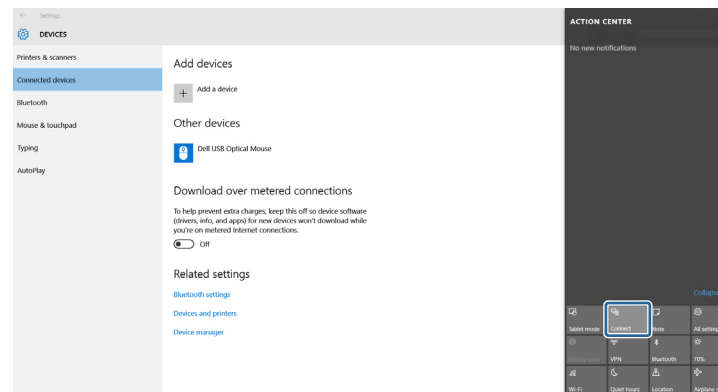 Settings
DEVICES
Printers & scanners
Connected devices
Bluetooth
Mouse & touchpad
Typing
AutoPlay
Add devices
Add a device
Other devices
Dell USB Optical Mouse
Download over metered connections
To help prevent extra charges, keep this off so device software
(drivers, info, and apps) for new devices won't download while
you're on metered Internet connections.
Off
Related settings
Bluetooth settings
Devices and printers
Device manager
ACTION CENTER
No new notifications
Collapse
Tablet mode Connect Note All setting
VPN Bluetooth 70%
Wi-Fi Quiet hours Location Airplane